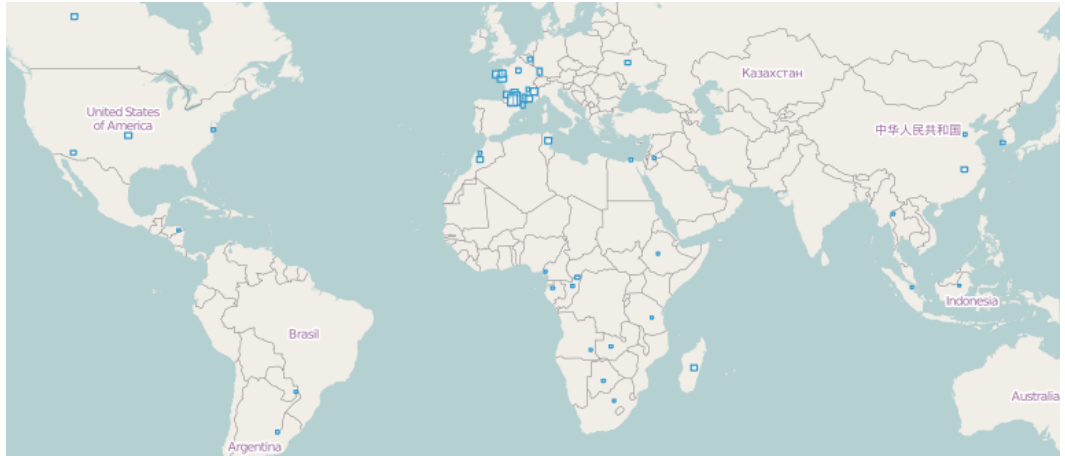 Казахстан
United States
of America
中华人民共和国
Indonesia
Brasil
Australia
Argentina